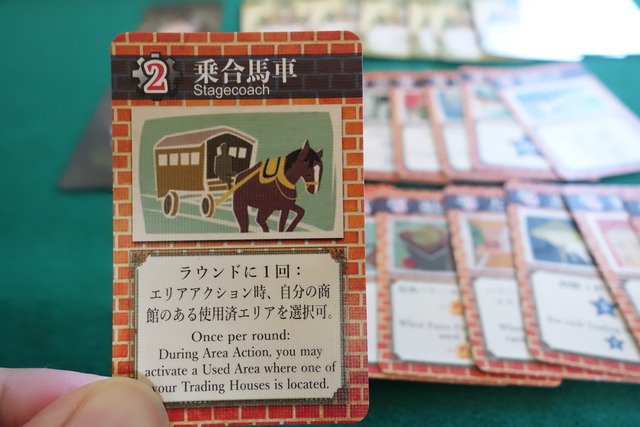 2
乗合馬車
Stagecoach
ラウンドに1回：
エリアアクション時、自分の商
館のある使用済エリアを選択可。
Once per round:
During Area Action, you may
activate a Used Area where one of
your Trading Houses is located.